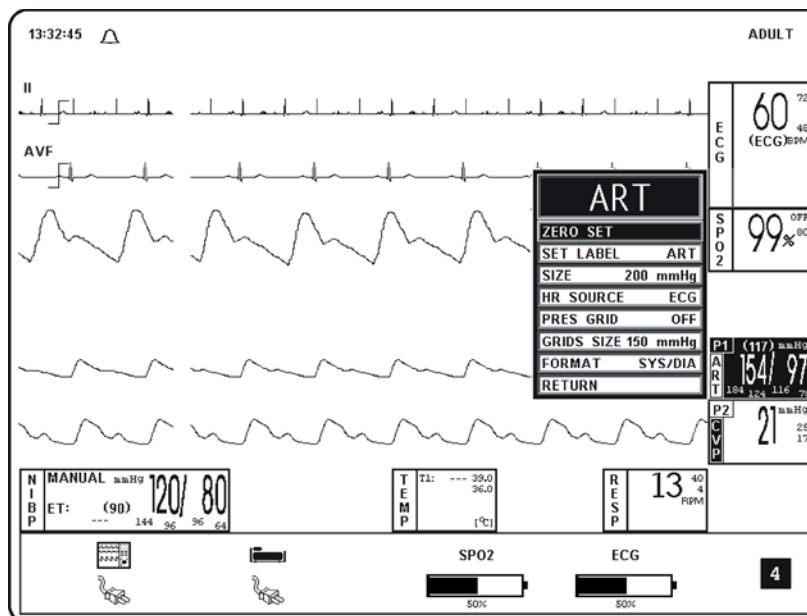 13:32:45
ADULT
II
AVF
ECG
60
72
48
(ECG)BPM
SPO2
99%
OFF
80
ART
ZERO SET
SET LABEL ART
SIZE 200 mmHg
HR SOURCE ECG
PRES GRID OFF
GRIDS SIZE 150 mmHg
FORMAT SYS/DIA
RETURN
P1 (117) mmHg
ART
154/ 97
184 124 116 78
P2 mmHg
CVP
21
17
NIBP
MANUAL mmHg
120/ 80
ET: (90)
--- 144 96 96 64
TEMP
T1: --- 39.0
36.0
[°C]
RESP
13
40
4
RPM
SPO2
ECG
50%
50%
4